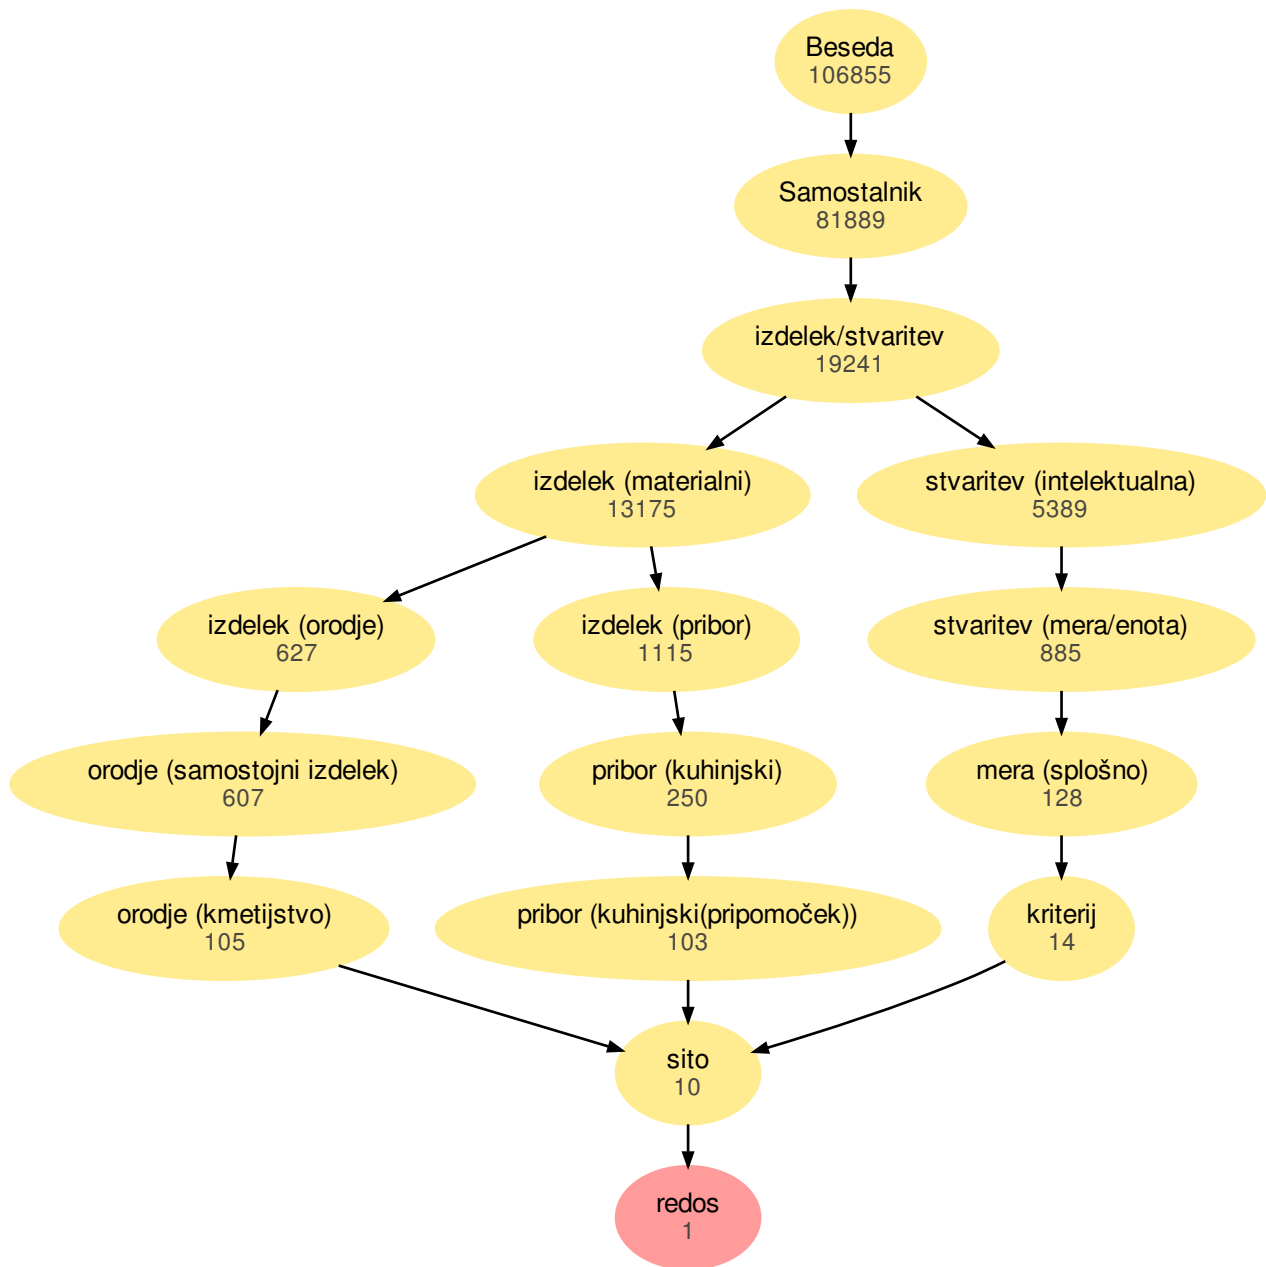 Beseda
106855
Samostalnik
81889
izdelek/stvaritev
19241
izdelek (materialni)
13175
stvaritev (intelektualna)
5389
izdelek (orodje)
627
izdelek (pribor)
1115
stvaritev (mera/enota)
885
orodje (samostojni izdelek)
607
pribor (kuhinjski)
250
mera (splošno)
128
orodje (kmetijstvo)
105
pribor (kuhinjski(pripomoček))
103
kriterij
14
sito
10
redos
1